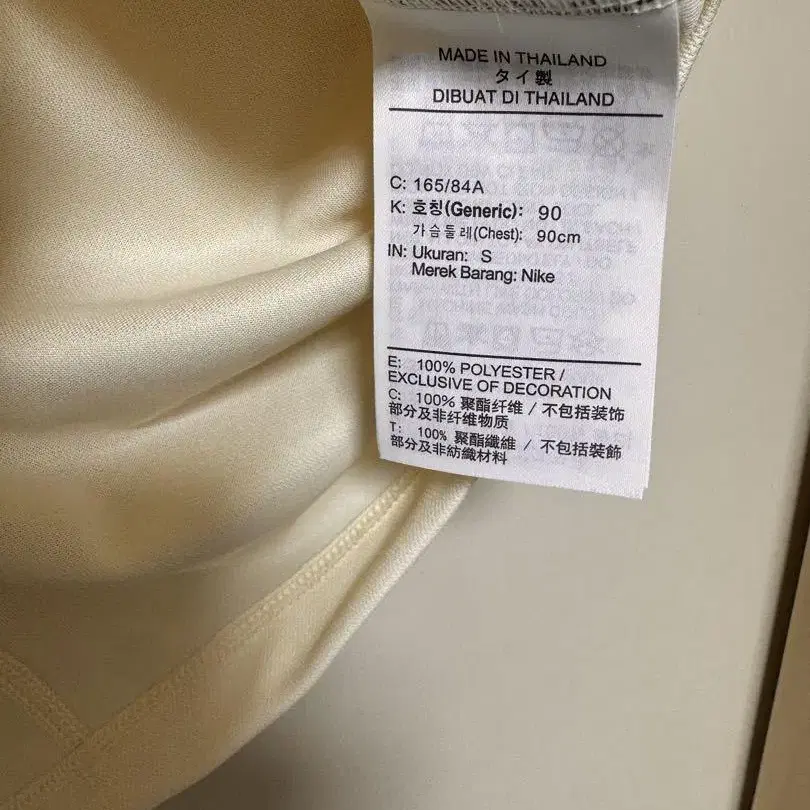 MADE IN THAILAND
タイ製
DIBUAT DI THAILAND
C: 165/84A
K: 호칭(Generic): 90
가슴둘레(Chest): 90cm
IN: Ukuran: S
Merek Barang: Nike
E: 100% POLYESTER /
EXCLUSIVE OF DECORATION
C: 100% 聚酯纤维 / 不包括装饰
部分及非纤维物质
T: 100% 聚酯纖維 / 不包括裝飾
部分及非紡織材料